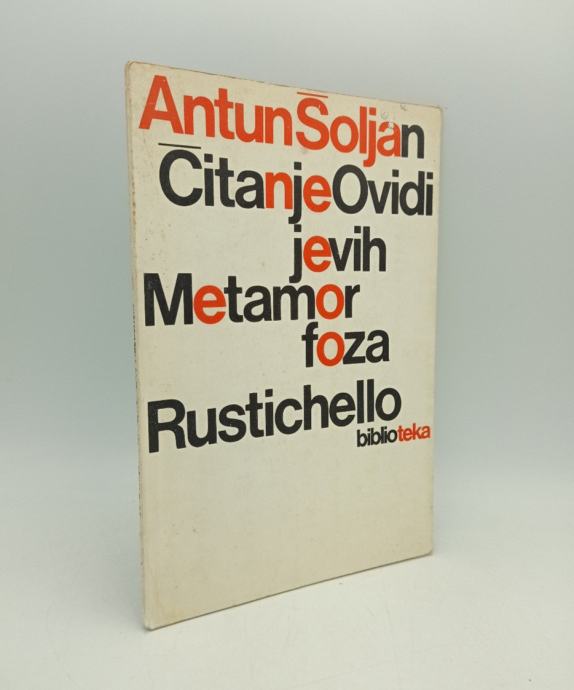 Antun Šoljan
Čitanje Ovidi
jevih
Metamor
foza
Rustichello
biblioteka